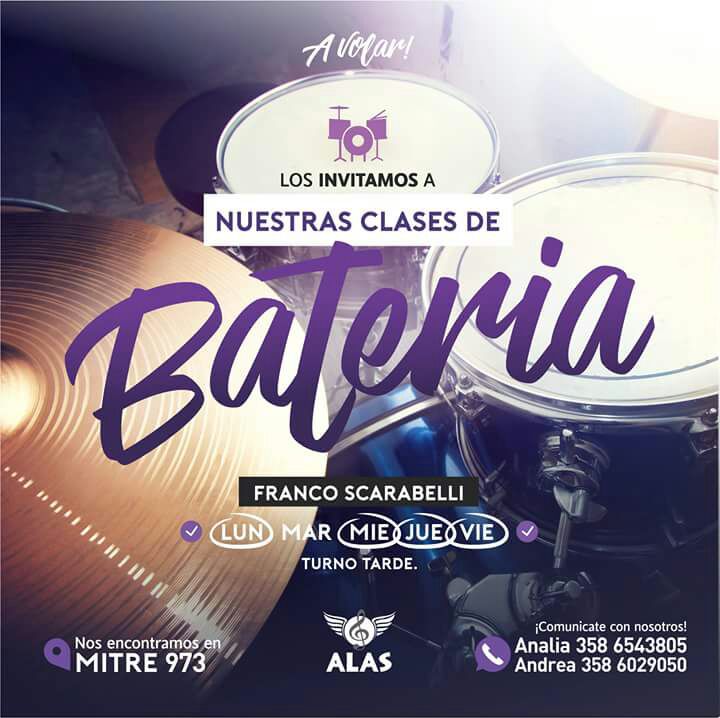 A volar!
LOS INVITAMOS A
NUESTRAS CLASES DE
Bateria
FRANCO SCARABELLI
LUN MAR MIE JUE VIE
TURNO TARDE.
Nos encontramos en
MITRE 973
ALAS
¡Comunicate con nosotros!
Analia 358 6543805
Andrea 358 6029050